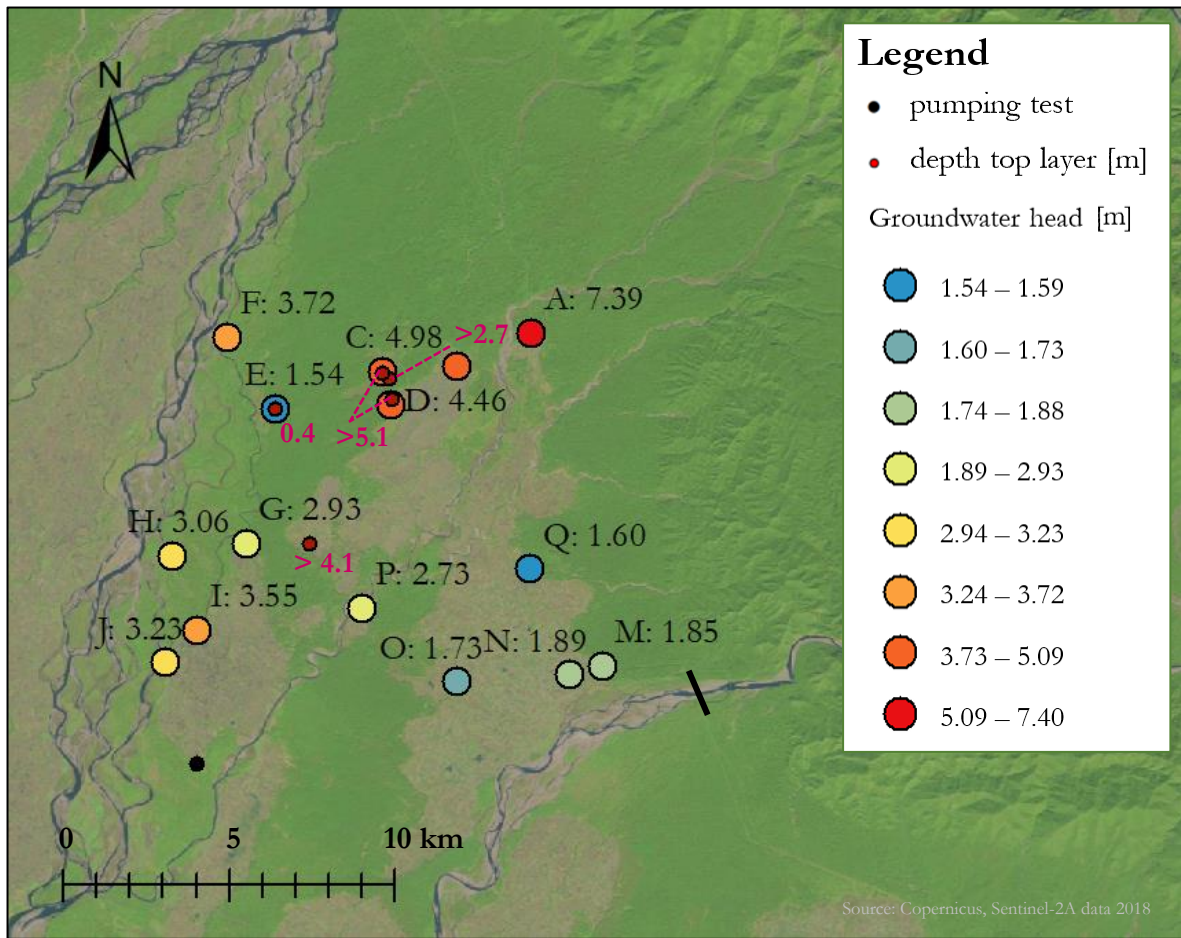 N
Legend
pumping test
depth top layer [m]
Groundwater head [m]
1.54 – 1.59
1.60 – 1.73
1.74 – 1.88
1.89 – 2.93
2.94 – 3.23
3.24 – 3.72
3.73 – 5.09
5.09 – 7.40
F: 3.72
A: 7.39
C: 4.98
>2.7
E: 1.54
D: 4.46
0.4
>5.1
G: 2.93
H: 3.06
> 4.1
Q: 1.60
P: 2.73
I: 3.55
J: 3.23
O: 1.73
N: 1.89
M: 1.85
0 5 10 km
Source: Copernicus, Sentinel-2A data 2018